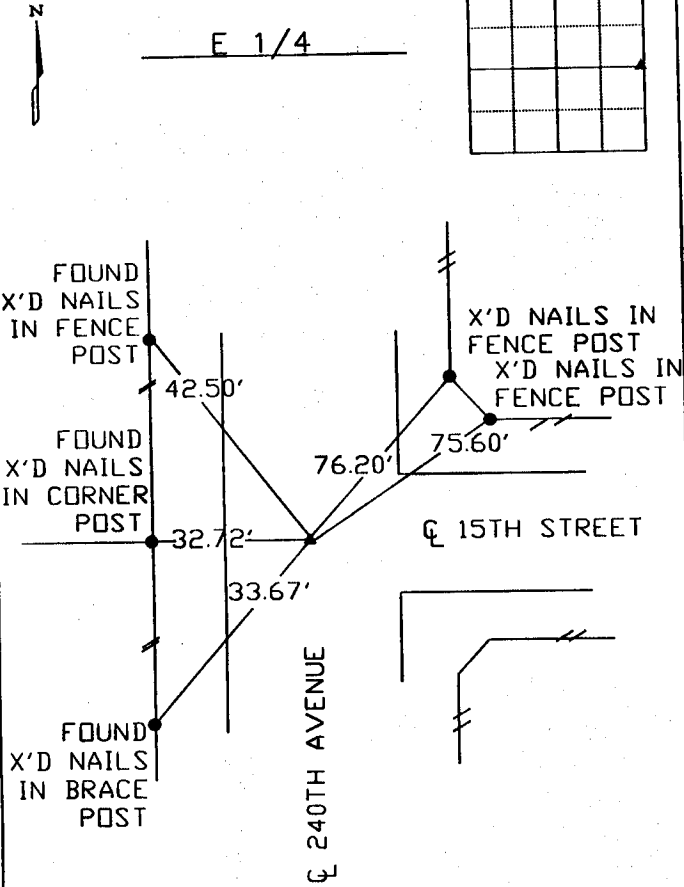 N
E 1/4
FOUND
X'D NAILS
IN FENCE
POST
42.50'
X'D NAILS IN
FENCE POST
X'D NAILS IN
FENCE POST
FOUND
X'D NAILS
IN CORNER
POST
76.20'
75.60'
32.72'
℄ 15TH STREET
33.67'
FOUND
X'D NAILS
IN BRACE
POST
℄ 240TH AVENUE